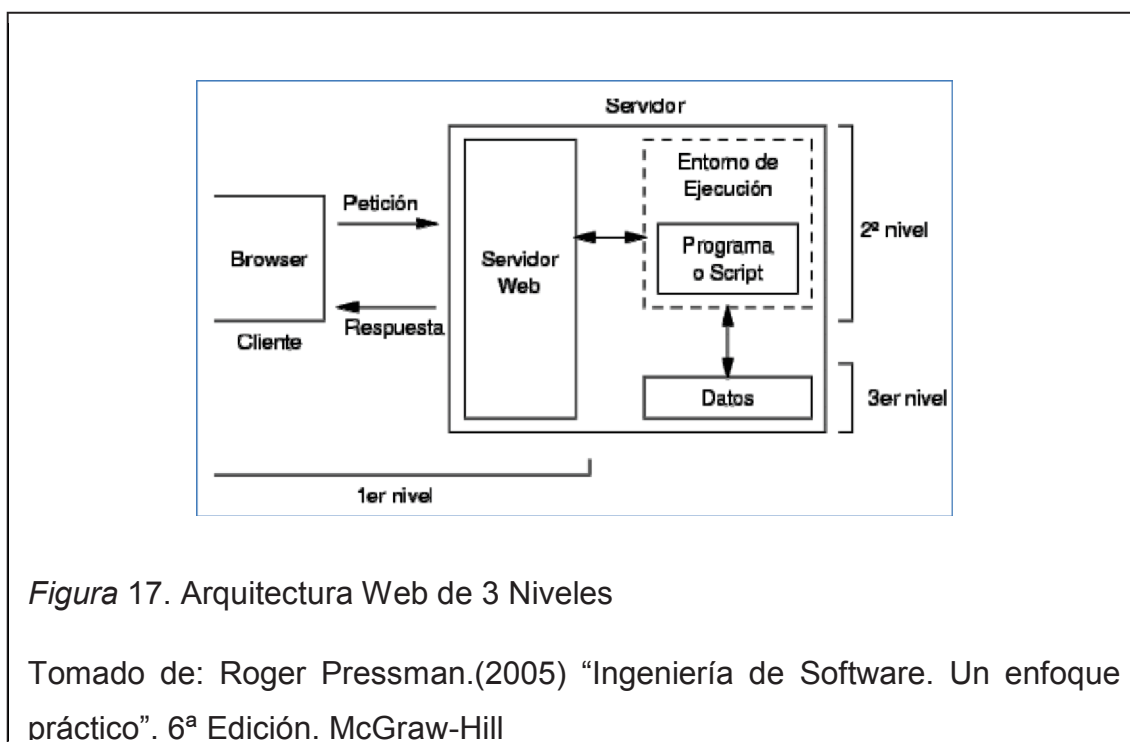 Servidor
Entorno de
Ejecución
Petición
2º nivel
Programa
o Script
Browser
Servidor
Web
Respuesta
Cliente
Datos
3er nivel
1er nivel
Figura 17. Arquitectura Web de 3 Niveles
Tomado de: Roger Pressman.(2005) “Ingeniería de Software. Un enfoque
práctico”. 6ª Edición. McGraw-Hill